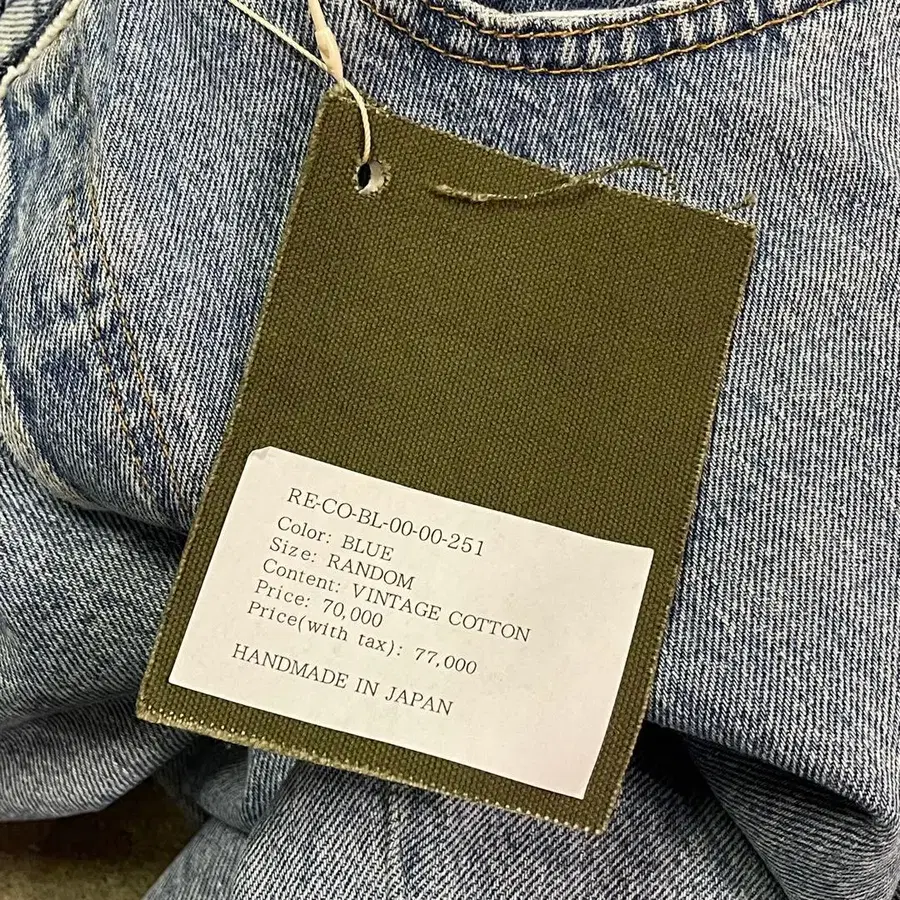 RE-CO-BL-00-00-251
Color: BLUE
Size: RANDOM
Content: VINTAGE COTTON
Price: 70,000
Price(with tax): 77,000
HANDMADE IN JAPAN